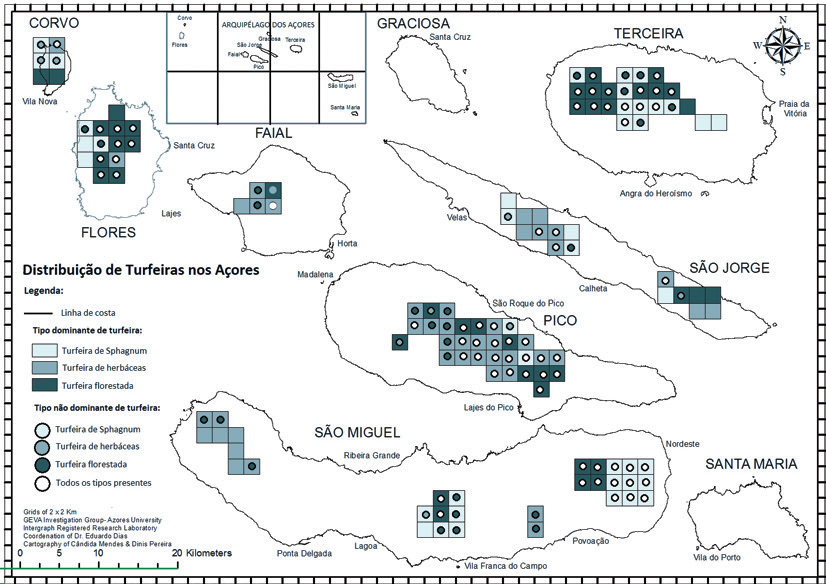 CORVO
Vila Nova
Corvo
Flores
ARQUIPÉLAGO DOS AÇORES
Graciosa
São Jorge
Terceira
Faial
Pico
São Miguel
Santa Maria
GRACIOSA
Santa Cruz
TERCEIRA
Praia da
Vitória
Angra do Heroísmo
N
W
E
S
Santa Cruz
Lajes
FLORES
FAIAL
Horta
Velas
Calheta
SÃO JORGE
Madalena
São Roque do Pico
PICO
Lajes do Pico
Distribuição de Turfeiras nos Açores
Legenda:
Linha de costa
Tipo dominante de turfeira:
Turfeira de Sphagnum
Turfeira de herbáceas
Turfeira florestada
Tipo não dominante de turfeira:
Turfeira de Sphagnum
Turfeira de herbáceas
Turfeira florestada
Todos os tipos presentes
SÃO MIGUEL
Ribeira Grande
Nordeste
Povoação
Lagoa
Ponta Delgada
Vila Franca do Campo
SANTA MARIA
Vila do Porto
Grids of 2 x 2 Km
GEVA Investigation Group- Azores University
Intergraph Registered Research Laboratory
Coordenation of Dr. Eduardo Dias
Cartography of Cândida Mendes & Dinis Pereira
0 5 10 20 Kilometers